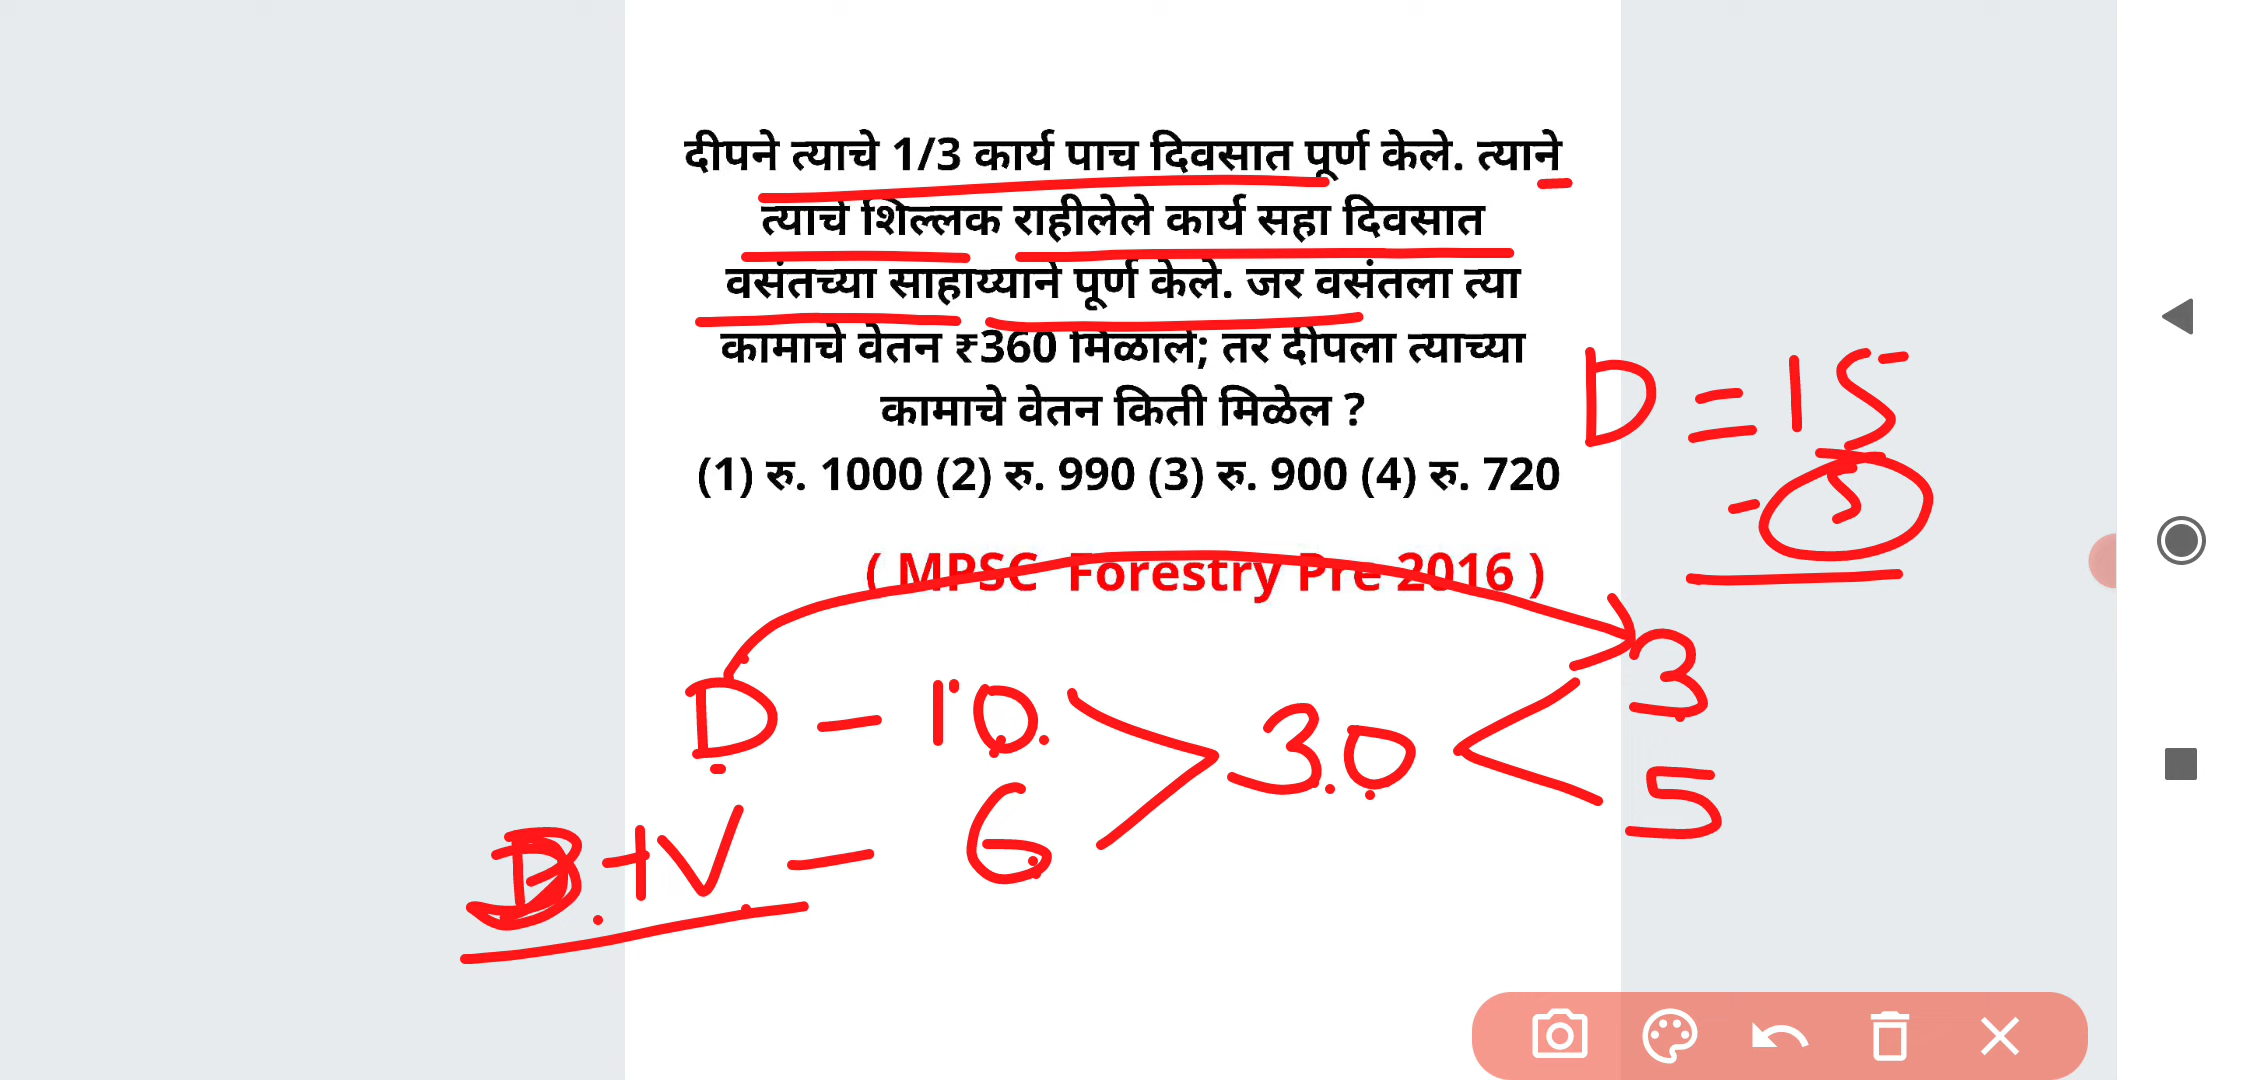 दीपने त्याचे 1/3 कार्य पाच दिवसात पूर्ण केले. त्याने
त्याचे शिल्लक राहीलेले कार्य सहा दिवसात
वसंतच्या साहाय्याने पूर्ण केले. जर वसंतला त्या
कामाचे वेतन ₹360 मिळाले; तर दीपला त्याच्या
कामाचे वेतन किती मिळेल ?
(1) रु. 1000 (2) रु. 990 (3) रु. 900 (4) रु. 720
( MPSC Forestry Pre 2016 )
D = 15
- 5
D - 10
30
3
5
D+V - 6